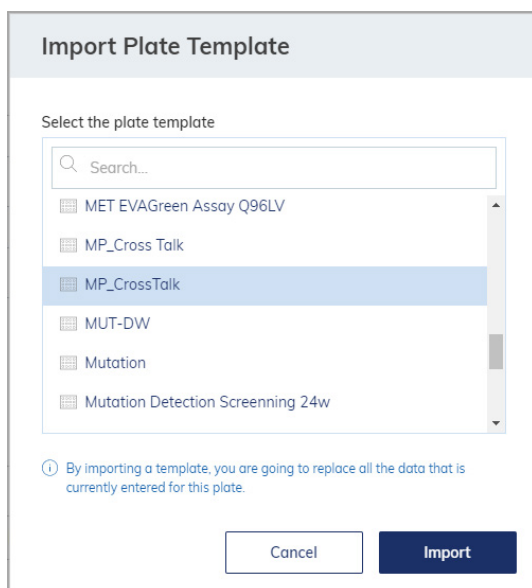 Import Plate Template
Select the plate template
Search...
MET EVAGreen Assay Q96LV
MP_Cross Talk
MP_CrossTalk
MUT-DW
Mutation
Mutation Detection Screenning 24w
By importing a template, you are going to replace all the data that is
currently entered for this plate.
Cancel Import